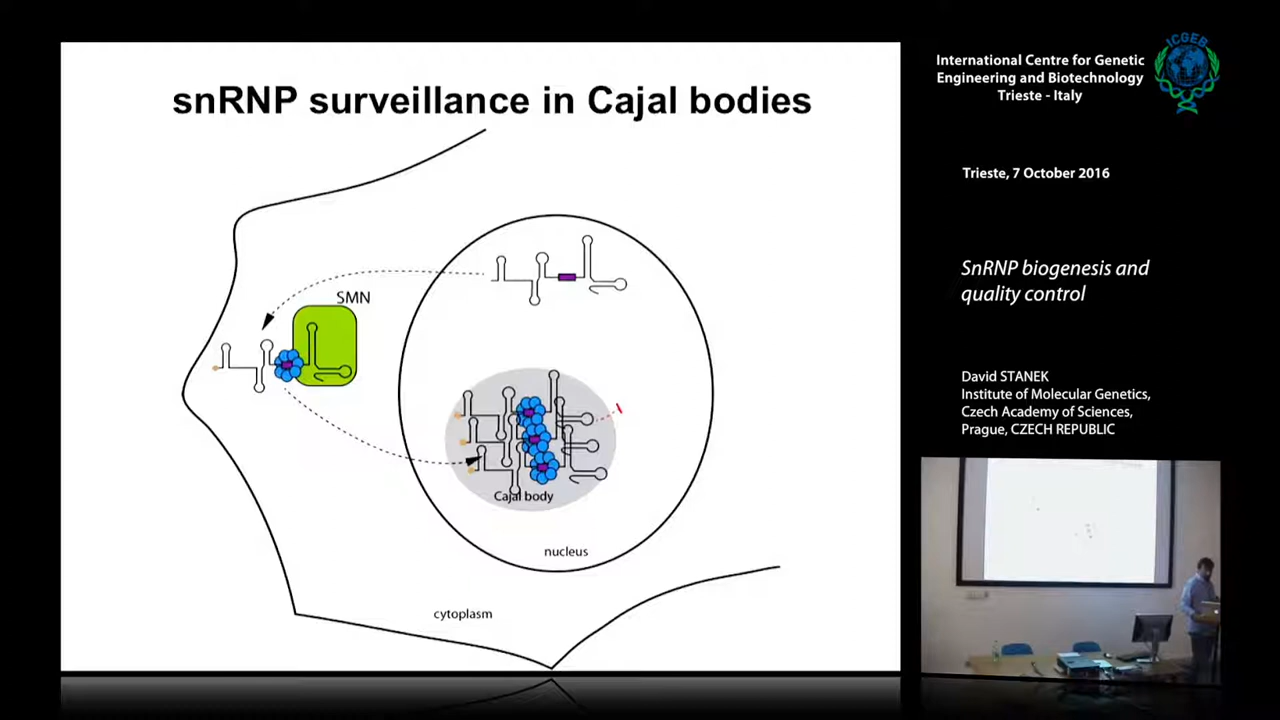 snRNP surveillance in Cajal bodies
SMN
Cajal body
nucleus
cytoplasm
ICGEB
International Centre for Genetic
Engineering and Biotechnology
Trieste - Italy
Trieste, 7 October 2016
SnRNP biogenesis and
quality control
David STANEK
Institute of Molecular Genetics,
Czech Academy of Sciences,
Prague, CZECH REPUBLIC